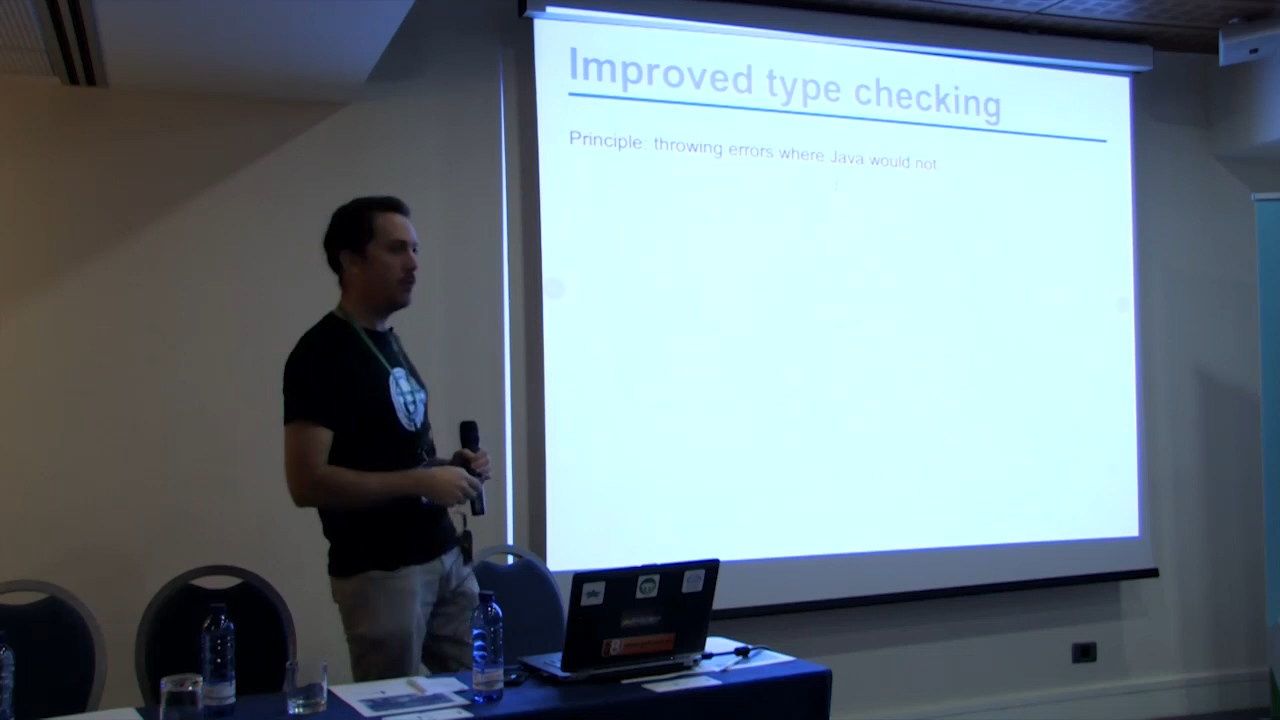 Improved type checking
Principle: throwing errors where Java would not